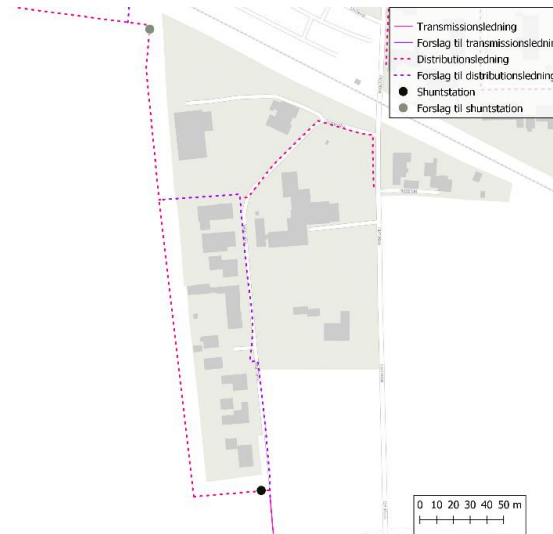 Transmissionsledning
Forslag til transmissionsledning
Distributionsledning
Forslag til distributionsledning
Shuntstation
Forslag til shuntstation
0 10 20 30 40 50 m